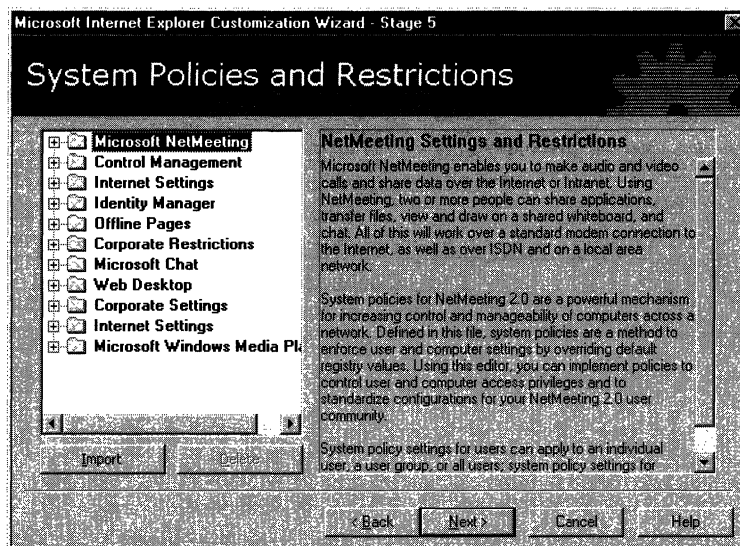 Microsoft Internet Explorer Customization Wizard - Stage 5
System Policies and Restrictions
Microsoft NetMeeting
Control Management
Internet Settings
Identity Manager
Offline Pages
Corporate Restrictions
Microsoft Chat
Web Desktop
Corporate Settings
Internet Settings
Microsoft Windows Media Pla
Import
Delete
NetMeeting Settings and Restrictions
Microsoft NetMeeting enables you to make audio and video
calls and share data over the Internet or Intranet. Using
NetMeeting, two or more people can share applications,
transfer files, view and draw on a shared whiteboard, and
chat. All of this will work over a standard modem connection to
the Internet, as well as over ISDN and on a local area
network.
System policies for NetMeeting 2.0 are a powerful mechanism
for increasing control and manageability of computers across a
network. Defined in this file, system policies are a method to
enforce user and computer settings by overriding default
registry values. Using this editor, you can implement policies to
control user and computer access privileges and to
standardize configurations for your NetMeeting 2.0 user
community.
System policy settings for users can apply to an individual
user, a user group, or all users; system policy settings for
< Back
Next >
Cancel
Help